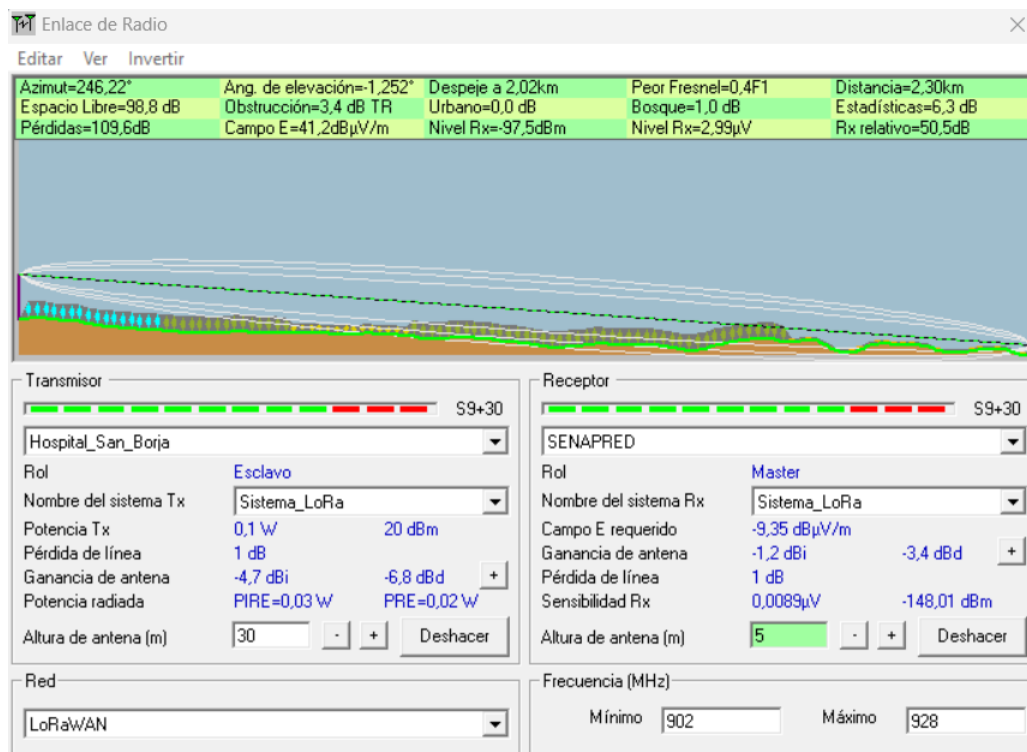 Enlace de Radio
Editar Ver Invertir
Azimut=246,22° Ang. de elevación=-1,252° Despeje a 2,02km Peor Fresnel=0,4F1 Distancia=2,30km
Espacio Libre=98,8 dB Obstrucción=3,4 dB TR Urbano=0,0 dB Bosque=1,0 dB Estadísticas=6,3 dB
Pérdidas=109,6dB Campo E=41,2dBμV/m Nivel Rx=-97,5dBm Nivel Rx=2,99μV Rx relativo=50,5dB
Transmisor
S9+30
Hospital_San_Borja
Rol Esclavo
Nombre del sistema Tx Sistema_LoRa
Potencia Tx 0,1 W 20 dBm
Pérdida de línea 1 dB
Ganancia de antena -4,7 dBi -6,8 dBd +
Potencia radiada PIRE=0,03 W PRE=0,02 W
Altura de antena (m) 30 - + Deshacer
Receptor
S9+30
SENAPRED
Rol Master
Nombre del sistema Rx Sistema_LoRa
Campo E requerido -9,35 dBμV/m
Ganancia de antena -1,2 dBi -3,4 dBd +
Pérdida de línea 1 dB
Sensibilidad Rx 0,0089μV -148,01 dBm
Altura de antena (m) 5 - + Deshacer
Red
LoRaWAN
Frecuencia (MHz)
Mínimo 902 Máximo 928